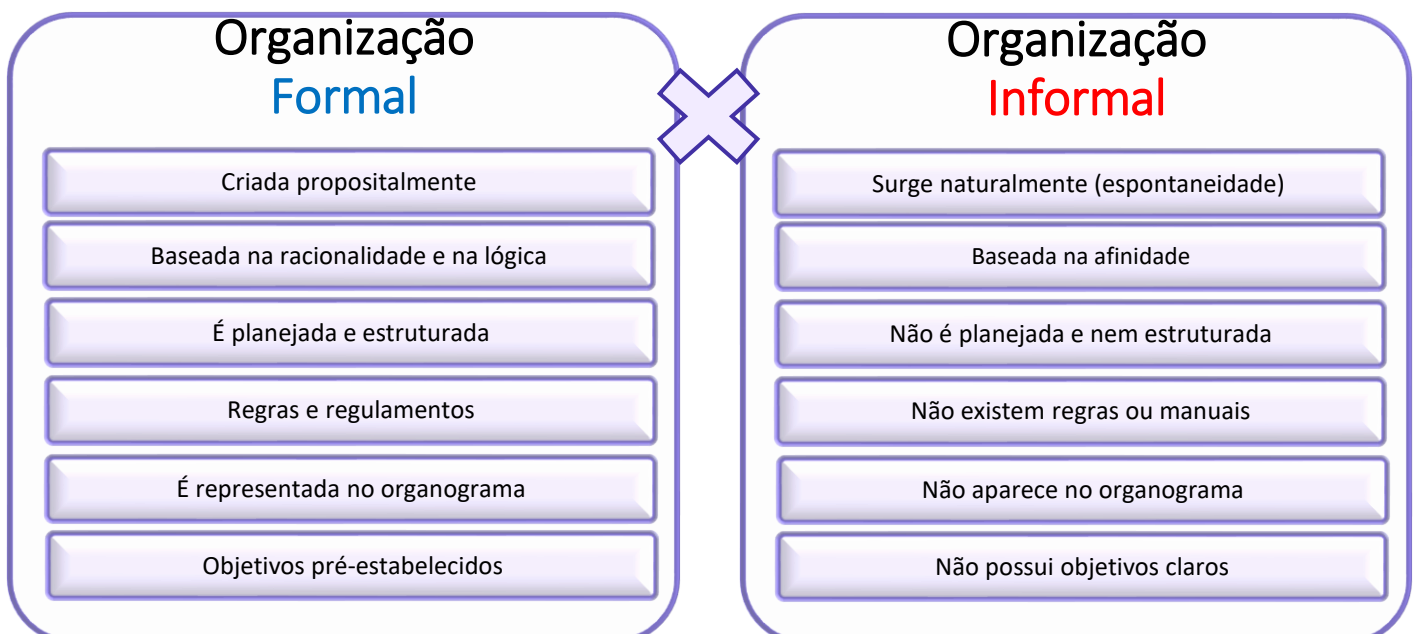 Organização
Formal
Criada propositalmente
Baseada na racionalidade e na lógica
É planejada e estruturada
Regras e regulamentos
É representada no organograma
Objetivos pré-estabelecidos
Organização
Informal
Surge naturalmente (espontaneidade)
Baseada na afinidade
Não é planejada e nem estruturada
Não existem regras ou manuais
Não aparece no organograma
Não possui objetivos claros